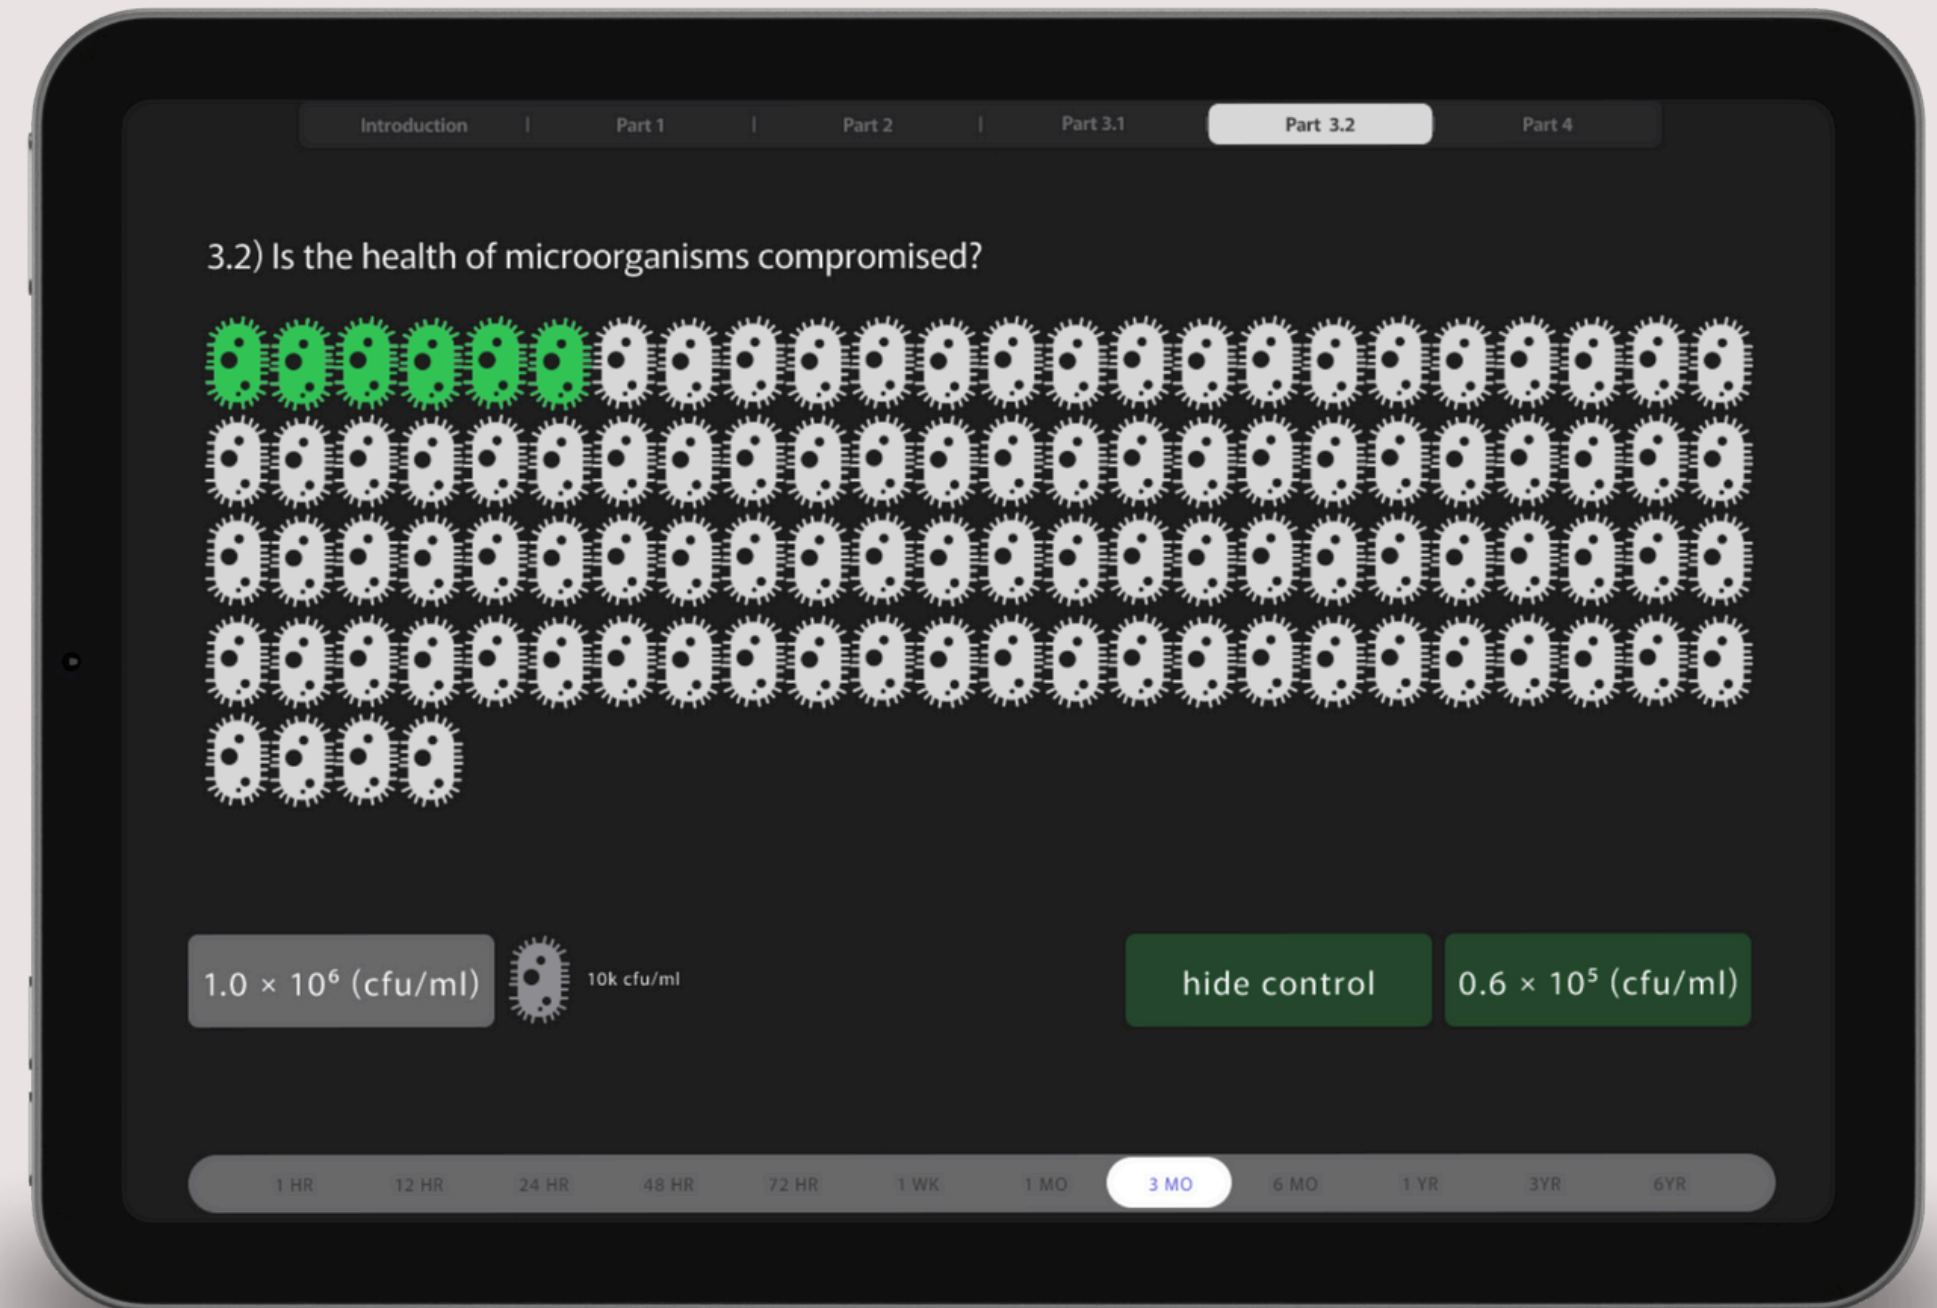 Introduction | Part 1 | Part 2 | Part 3.1 Part 3.2 Part 4
3.2) Is the health of microorganisms compromised?
1.0 × 10⁶ (cfu/ml) 10k cfu/ml hide control 0.6 × 10⁵ (cfu/ml)
1 HR 12 HR 24 HR 48 HR 72 HR 1 WK 1 MO 3 MO 6 MO 1 YR 3YR 6YR